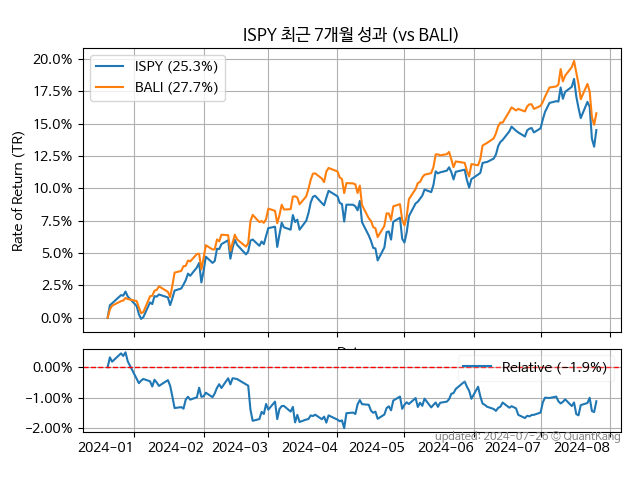 ISPY 최근 7개월 성과 (vs BALI)
ISPY (25.3%)
BALI (27.7%)
Rate of Return (TR)
20.0%
17.5%
15.0%
12.5%
10.0%
7.5%
5.0%
2.5%
0.0%
Relative (−1.9%)
0.00%
−1.00%
−2.00%
2024−01 2024−02 2024−03 2024−04 2024−05 2024−06 2024−07 2024−08
updated: 2024−07−26 © QuantKang